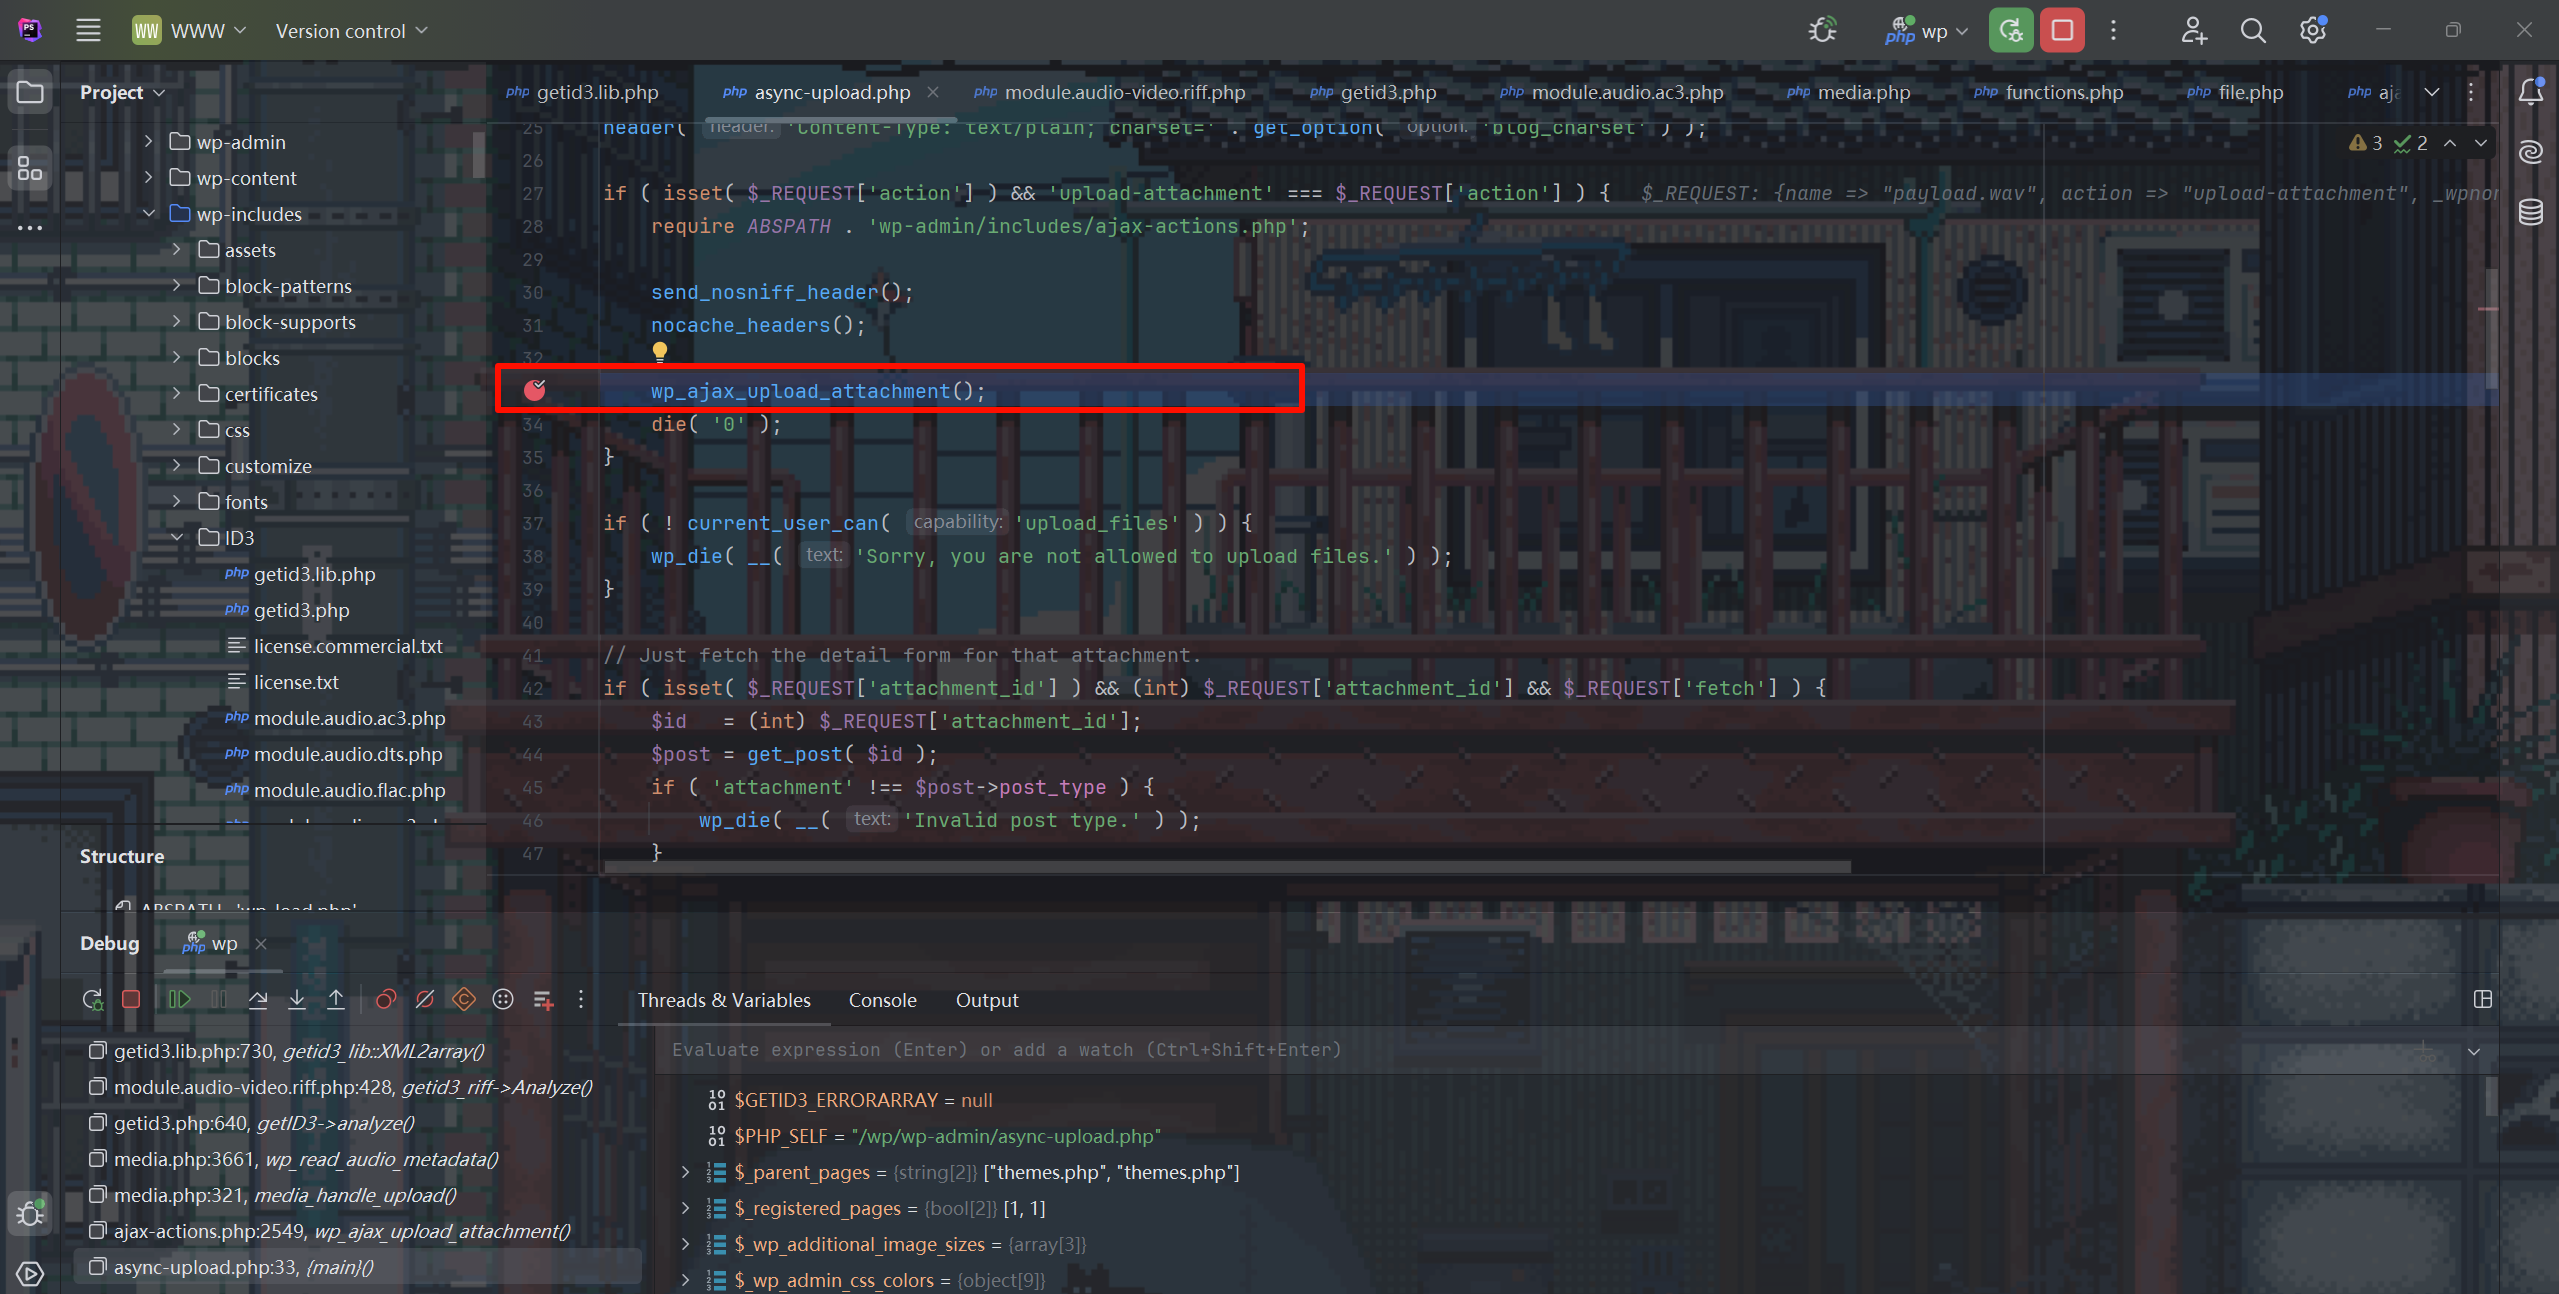 PS
WW WWW
Version control
php wp
Project
php getid3.lib.php
php async-upload.php
php module.audio-video.riff.php
php getid3.php
php module.audio.ac3.php
php media.php
php functions.php
php file.php
php
wp-admin
wp-content
wp-includes
assets
block-patterns
block-supports
blocks
certificates
css
customize
fonts
ID3
php getid3.lib.php
php getid3.php
license.commercial.txt
license.txt
php module.audio.ac3.php
php module.audio.dts.php
php module.audio.flac.php
Structure
ABSPATH . 'wp-load.php'
3 2
25 header( header: 'Content-Type: text/plain; charset=' . get_option( option: 'blog_charset' ) );
26
27 if ( isset( $_REQUEST['action'] ) && 'upload-attachment' === $_REQUEST['action'] ) { $_REQUEST: {name => "payload.wav", action => "upload-attachment", _wpnon
28 require ABSPATH . 'wp-admin/includes/ajax-actions.php';
29
30 send_nosniff_header();
31 nocache_headers();
32
wp_ajax_upload_attachment();
34 die( '0' );
35 }
36
37 if ( ! current_user_can( capability: 'upload_files' ) ) {
38 wp_die( __( text: 'Sorry, you are not allowed to upload files.' ) );
39 }
40
41 // Just fetch the detail form for that attachment.
42 if ( isset( $_REQUEST['attachment_id'] ) && (int) $_REQUEST['attachment_id'] && $_REQUEST['fetch'] ) {
43 $id = (int) $_REQUEST['attachment_id'];
44 $post = get_post( $id );
45 if ( 'attachment' !== $post->post_type ) {
46 wp_die( __( text: 'Invalid post type.' ) );
47 }
Debug
php wp
Threads & Variables
Console
Output
getid3.lib.php:730, getid3_lib::XML2array()
module.audio-video.riff.php:428, getid3_riff->Analyze()
getid3.php:640, getID3->analyze()
media.php:3661, wp_read_audio_metadata()
media.php:321, media_handle_upload()
ajax-actions.php:2549, wp_ajax_upload_attachment()
async-upload.php:33, {main}()
Evaluate expression (Enter) or add a watch (Ctrl+Shift+Enter)
$GETID3_ERRORARRAY = null
$PHP_SELF = "/wp/wp-admin/async-upload.php"
$_parent_pages = {string[2]} ["themes.php", "themes.php"]
$_registered_pages = {bool[2]} [1, 1]
$_wp_additional_image_sizes = {array[3]}
$_wp_admin_css_colors = {object[9]}